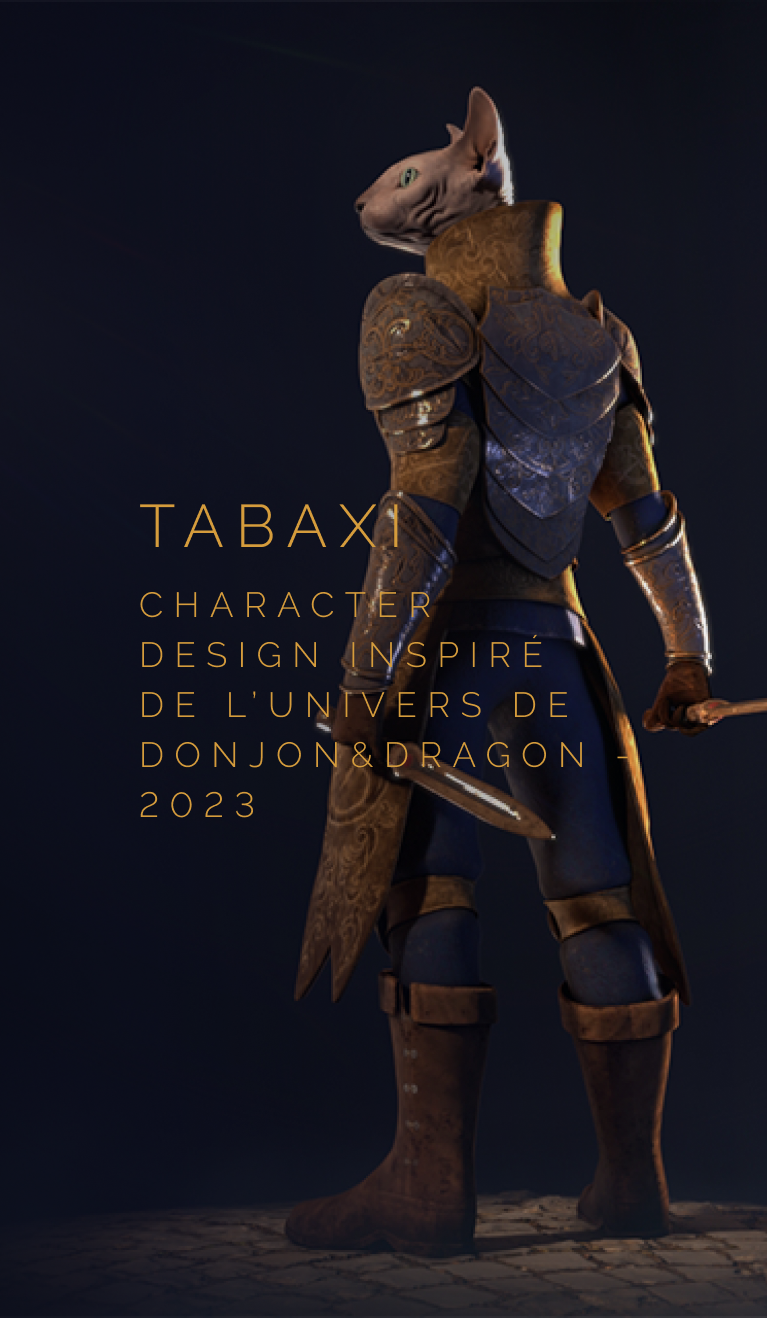 TABAXI
CHARACTER
DESIGN INSPIRÉ
DE L’UNIVERS DE
DONJON&DRAGON -
2023